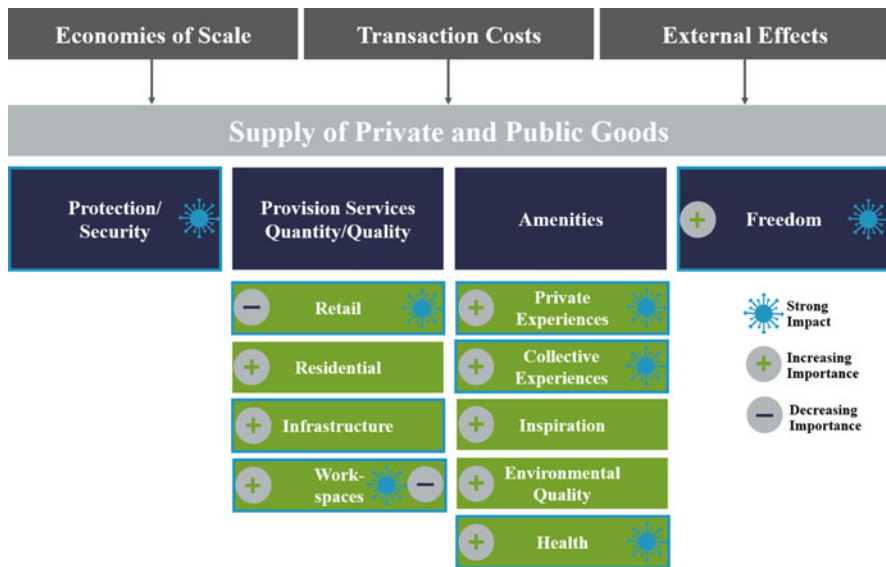 Economies of Scale
Transaction Costs
External Effects
Supply of Private and Public Goods
Protection/
Security
Provision Services
Quantity/Quality
Amenities
+ Freedom
− Retail
+ Residential
+ Infrastructure
+ Work- −
spaces
+ Private
Experiences
+ Collective
Experiences
+ Inspiration
+ Environmental
Quality
+ Health
Strong
Impact
+ Increasing
Importance
− Decreasing
Importance